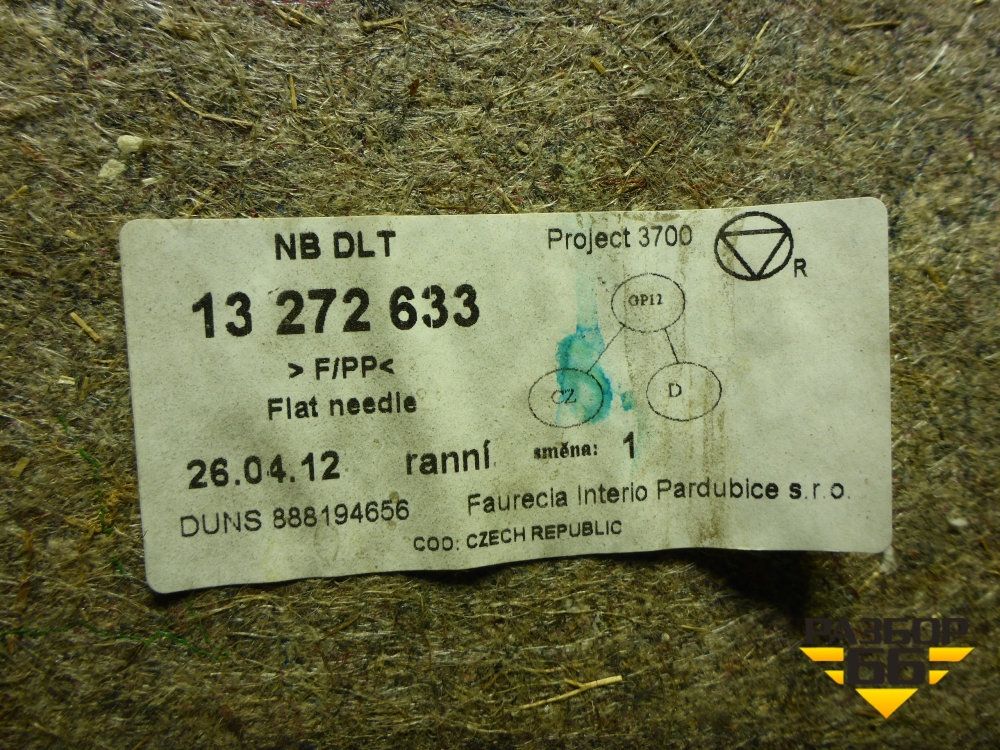 NB DLT
Project 3700
R
13 272 633
GP12
> F/PP<
CZ
D
Flat needle
26.04.12 ranní směna: 1
DUNS 888194656 Faurecia Interio Pardubice s.r.o.
COO: CZECH REPUBLIC
РАЗБОР
66